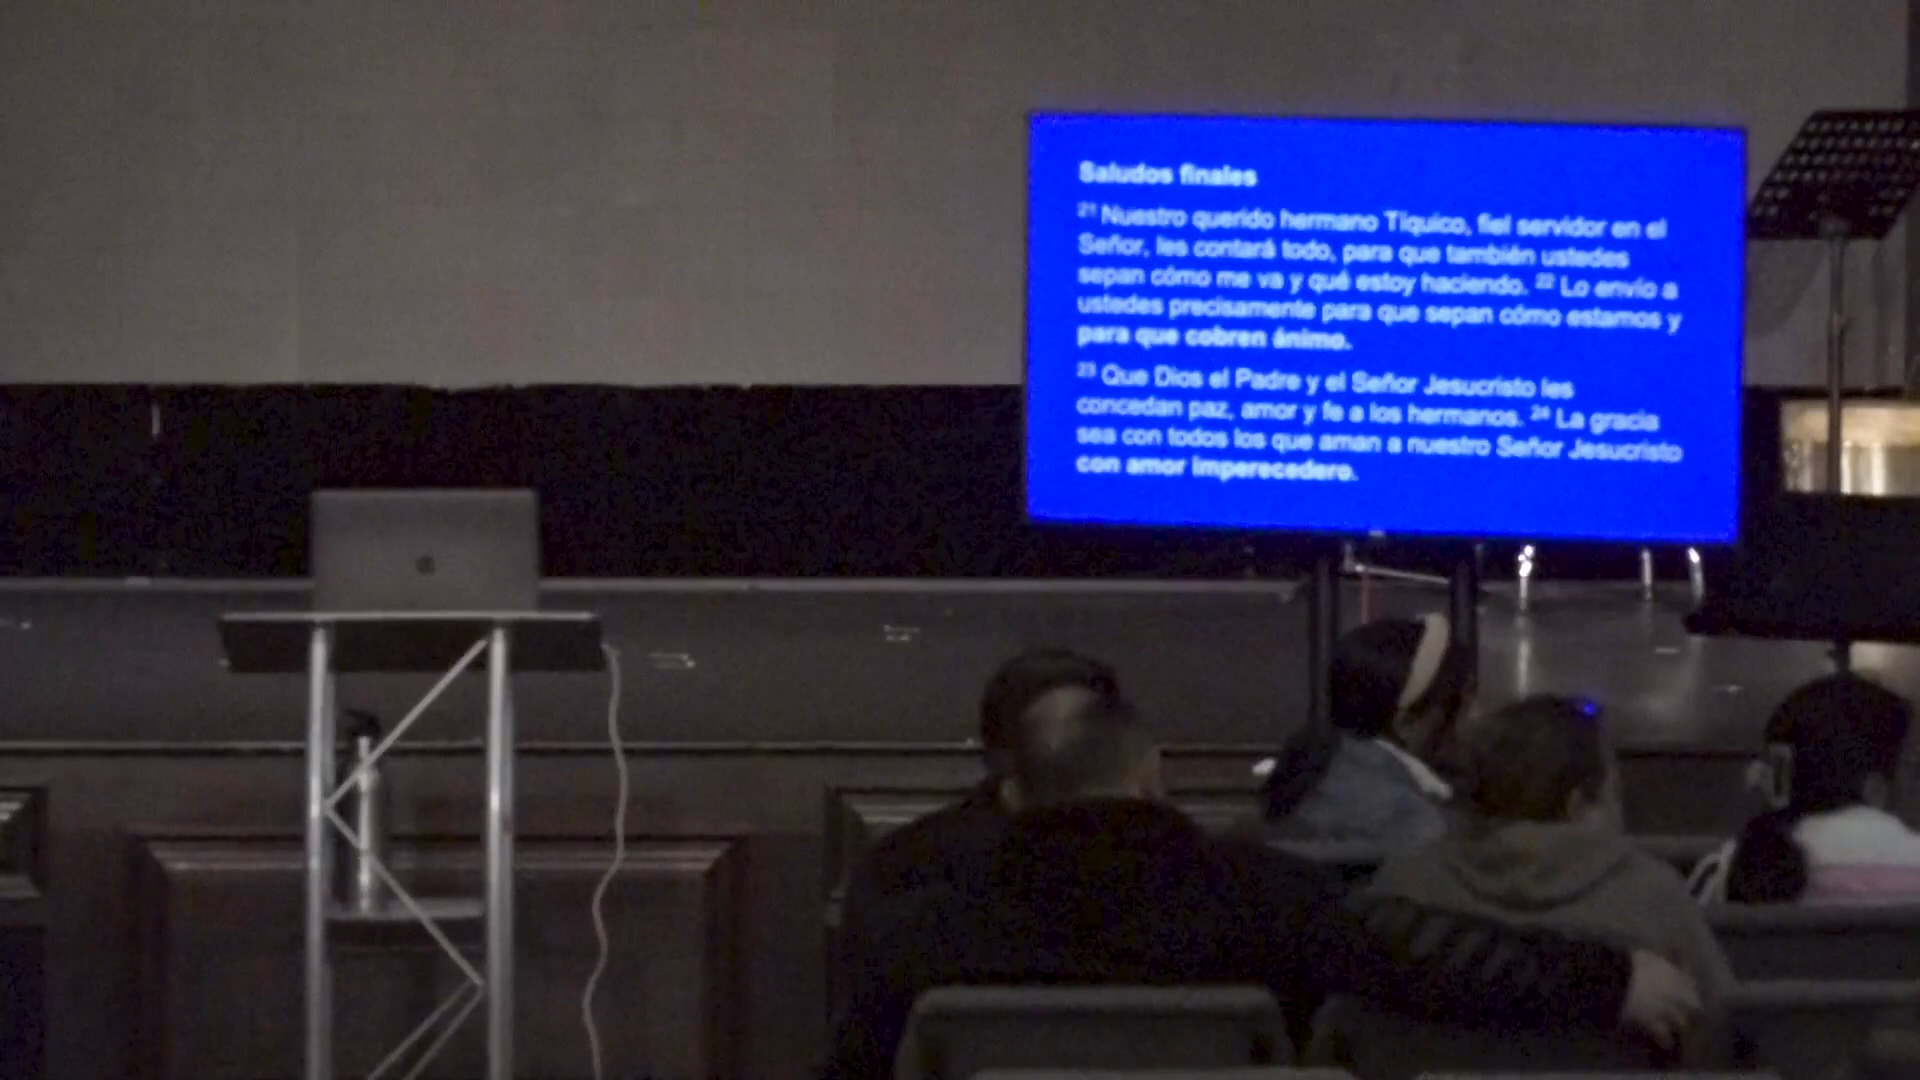 Saludos finales
21 Nuestro querido hermano Tíquico, fiel servidor en el
Señor, les contará todo, para que también ustedes
sepan cómo me va y qué estoy haciendo. 22 Lo envío a
ustedes precisamente para que sepan cómo estamos y
para que cobren ánimo.
23 Que Dios el Padre y el Señor Jesucristo les
concedan paz, amor y fe a los hermanos. 24 La gracia
sea con todos los que aman a nuestro Señor Jesucristo
con amor imperecedero.